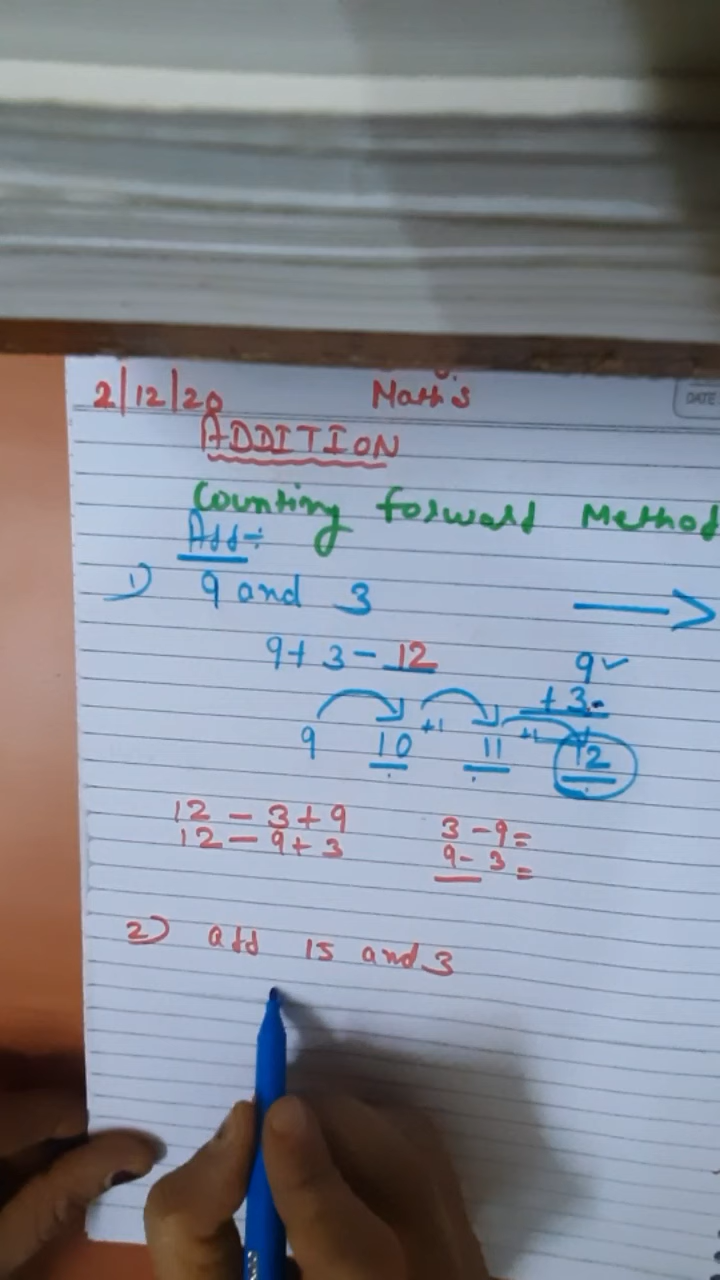 2/12/20 Maths
DATE
ADDITION
Counting forward Method
Add:-
1) 9 and 3
9+3-12
9
+3
9 10 +1 11 +1 12
12 - 3+9
12 - 9+3
3-9=
9-3=
2) add 15 and 3